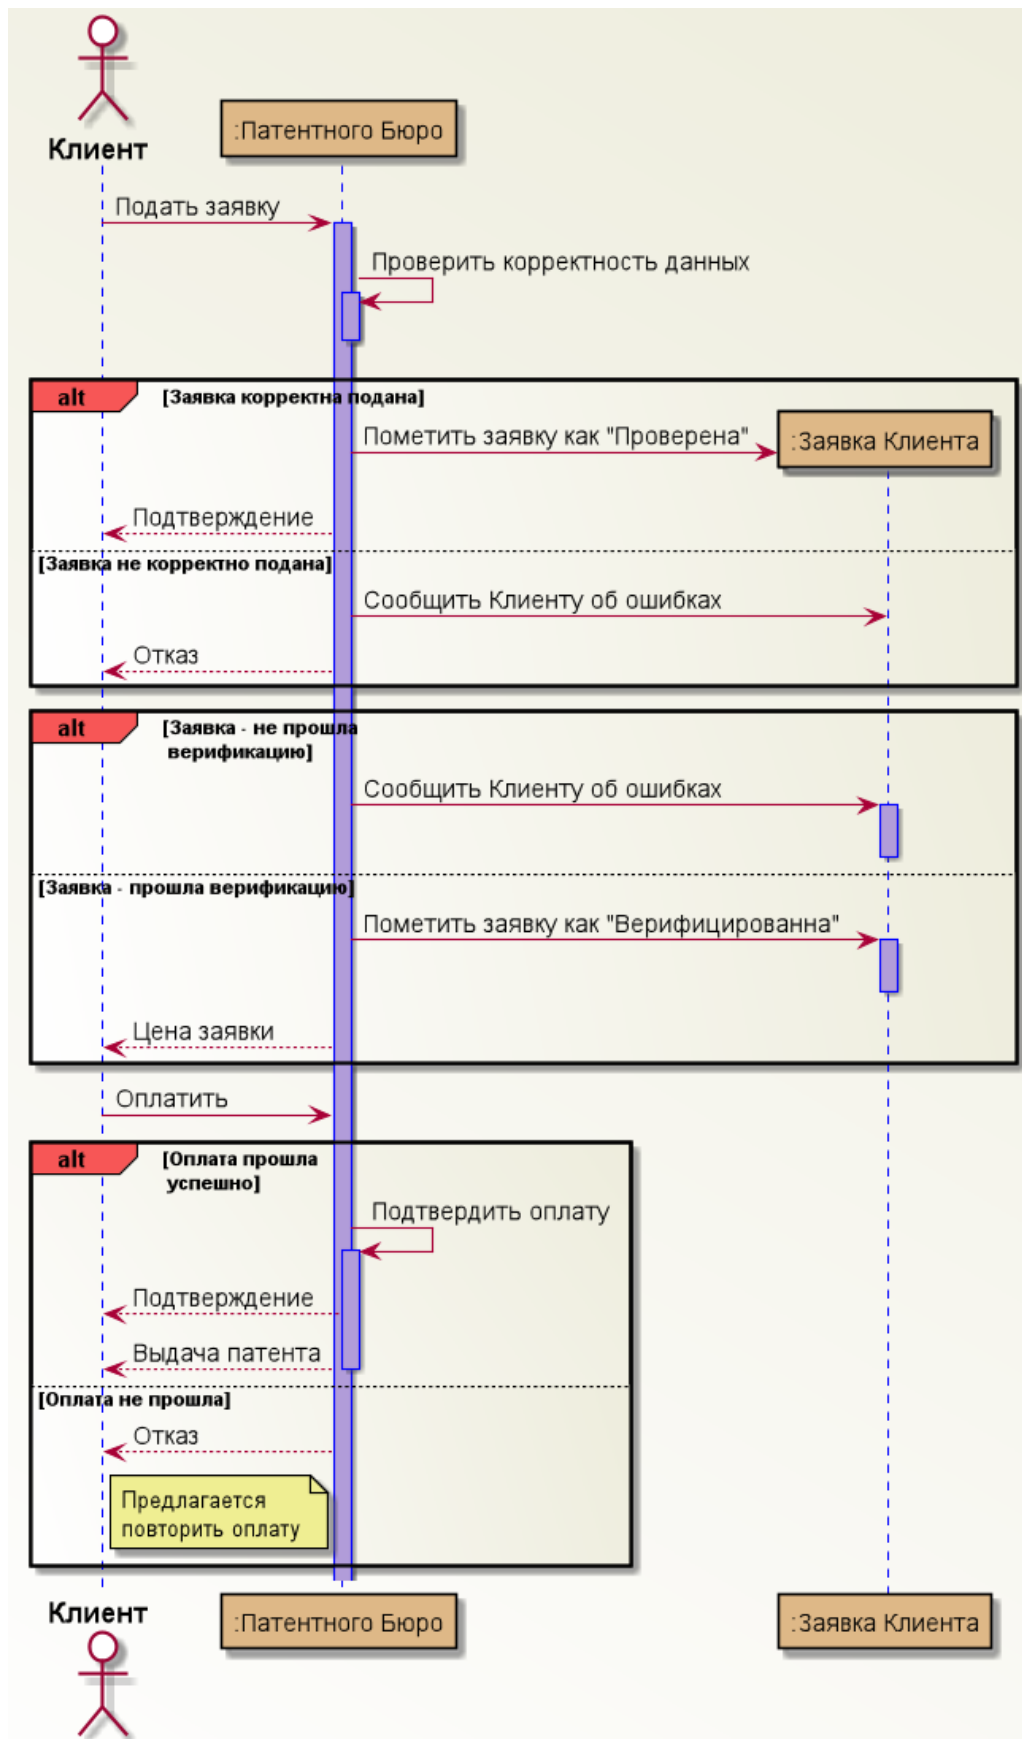 Клиент
:Патентного Бюро
Подать заявку
Проверить корректность данных
alt
[Заявка корректна подана]
Пометить заявку как "Проверена"
:Заявка Клиента
Подтверждение
[Заявка не корректно подана]
Сообщить Клиенту об ошибках
Отказ
alt
[Заявка - не прошла
верификацию]
Сообщить Клиенту об ошибках
[Заявка - прошла верификацию]
Пометить заявку как "Верифицированна"
Цена заявки
Оплатить
alt
[Оплата прошла
успешно]
Подтвердить оплату
Подтверждение
Выдача патента
[Оплата не прошла]
Отказ
Предлагается
повторить оплату
Клиент
:Патентного Бюро
:Заявка Клиента